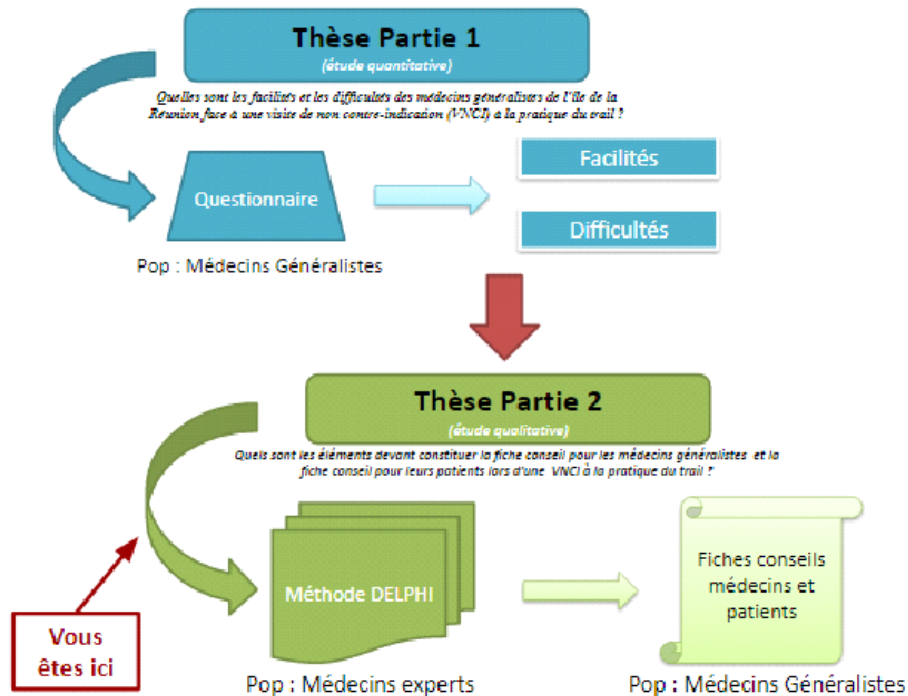 Thèse Partie 1
(étude quantitative)
Quelles sont les facilités et les difficultés des médecins généralistes de l'île de la
Réunion face à une visite de non contre-indication (VNCI) à la pratique du trail ?
Questionnaire
Facilités
Difficultés
Pop : Médecins Généralistes
Thèse Partie 2
(étude qualitative)
Quels sont les éléments devant constituer la fiche conseil pour les médecins généralistes et la
fiche conseil pour leurs patients lors d'une VNCI à la pratique du trail ?
Méthode DELPHI
Fiches conseils
médecins et
patients
Vous
êtes ici
Pop : Médecins experts
Pop : Médecins Généralistes